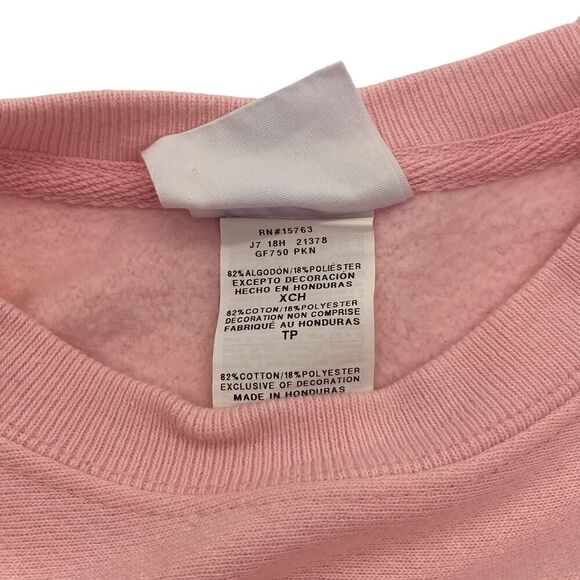 RN#15763
J7 18H 21378
GF750 PKN
82%ALGODÓN/18%POLIÉSTER
EXCEPTO DECORACIÓN
HECHO EN HONDURAS
XCH
82%COTON/18%POLYESTER
DECORATION NON COMPRISE
FABRIQUÉ AU HONDURAS
TP
82%COTTON/18%POLYESTER
EXCLUSIVE OF DECORATION
MADE IN HONDURAS